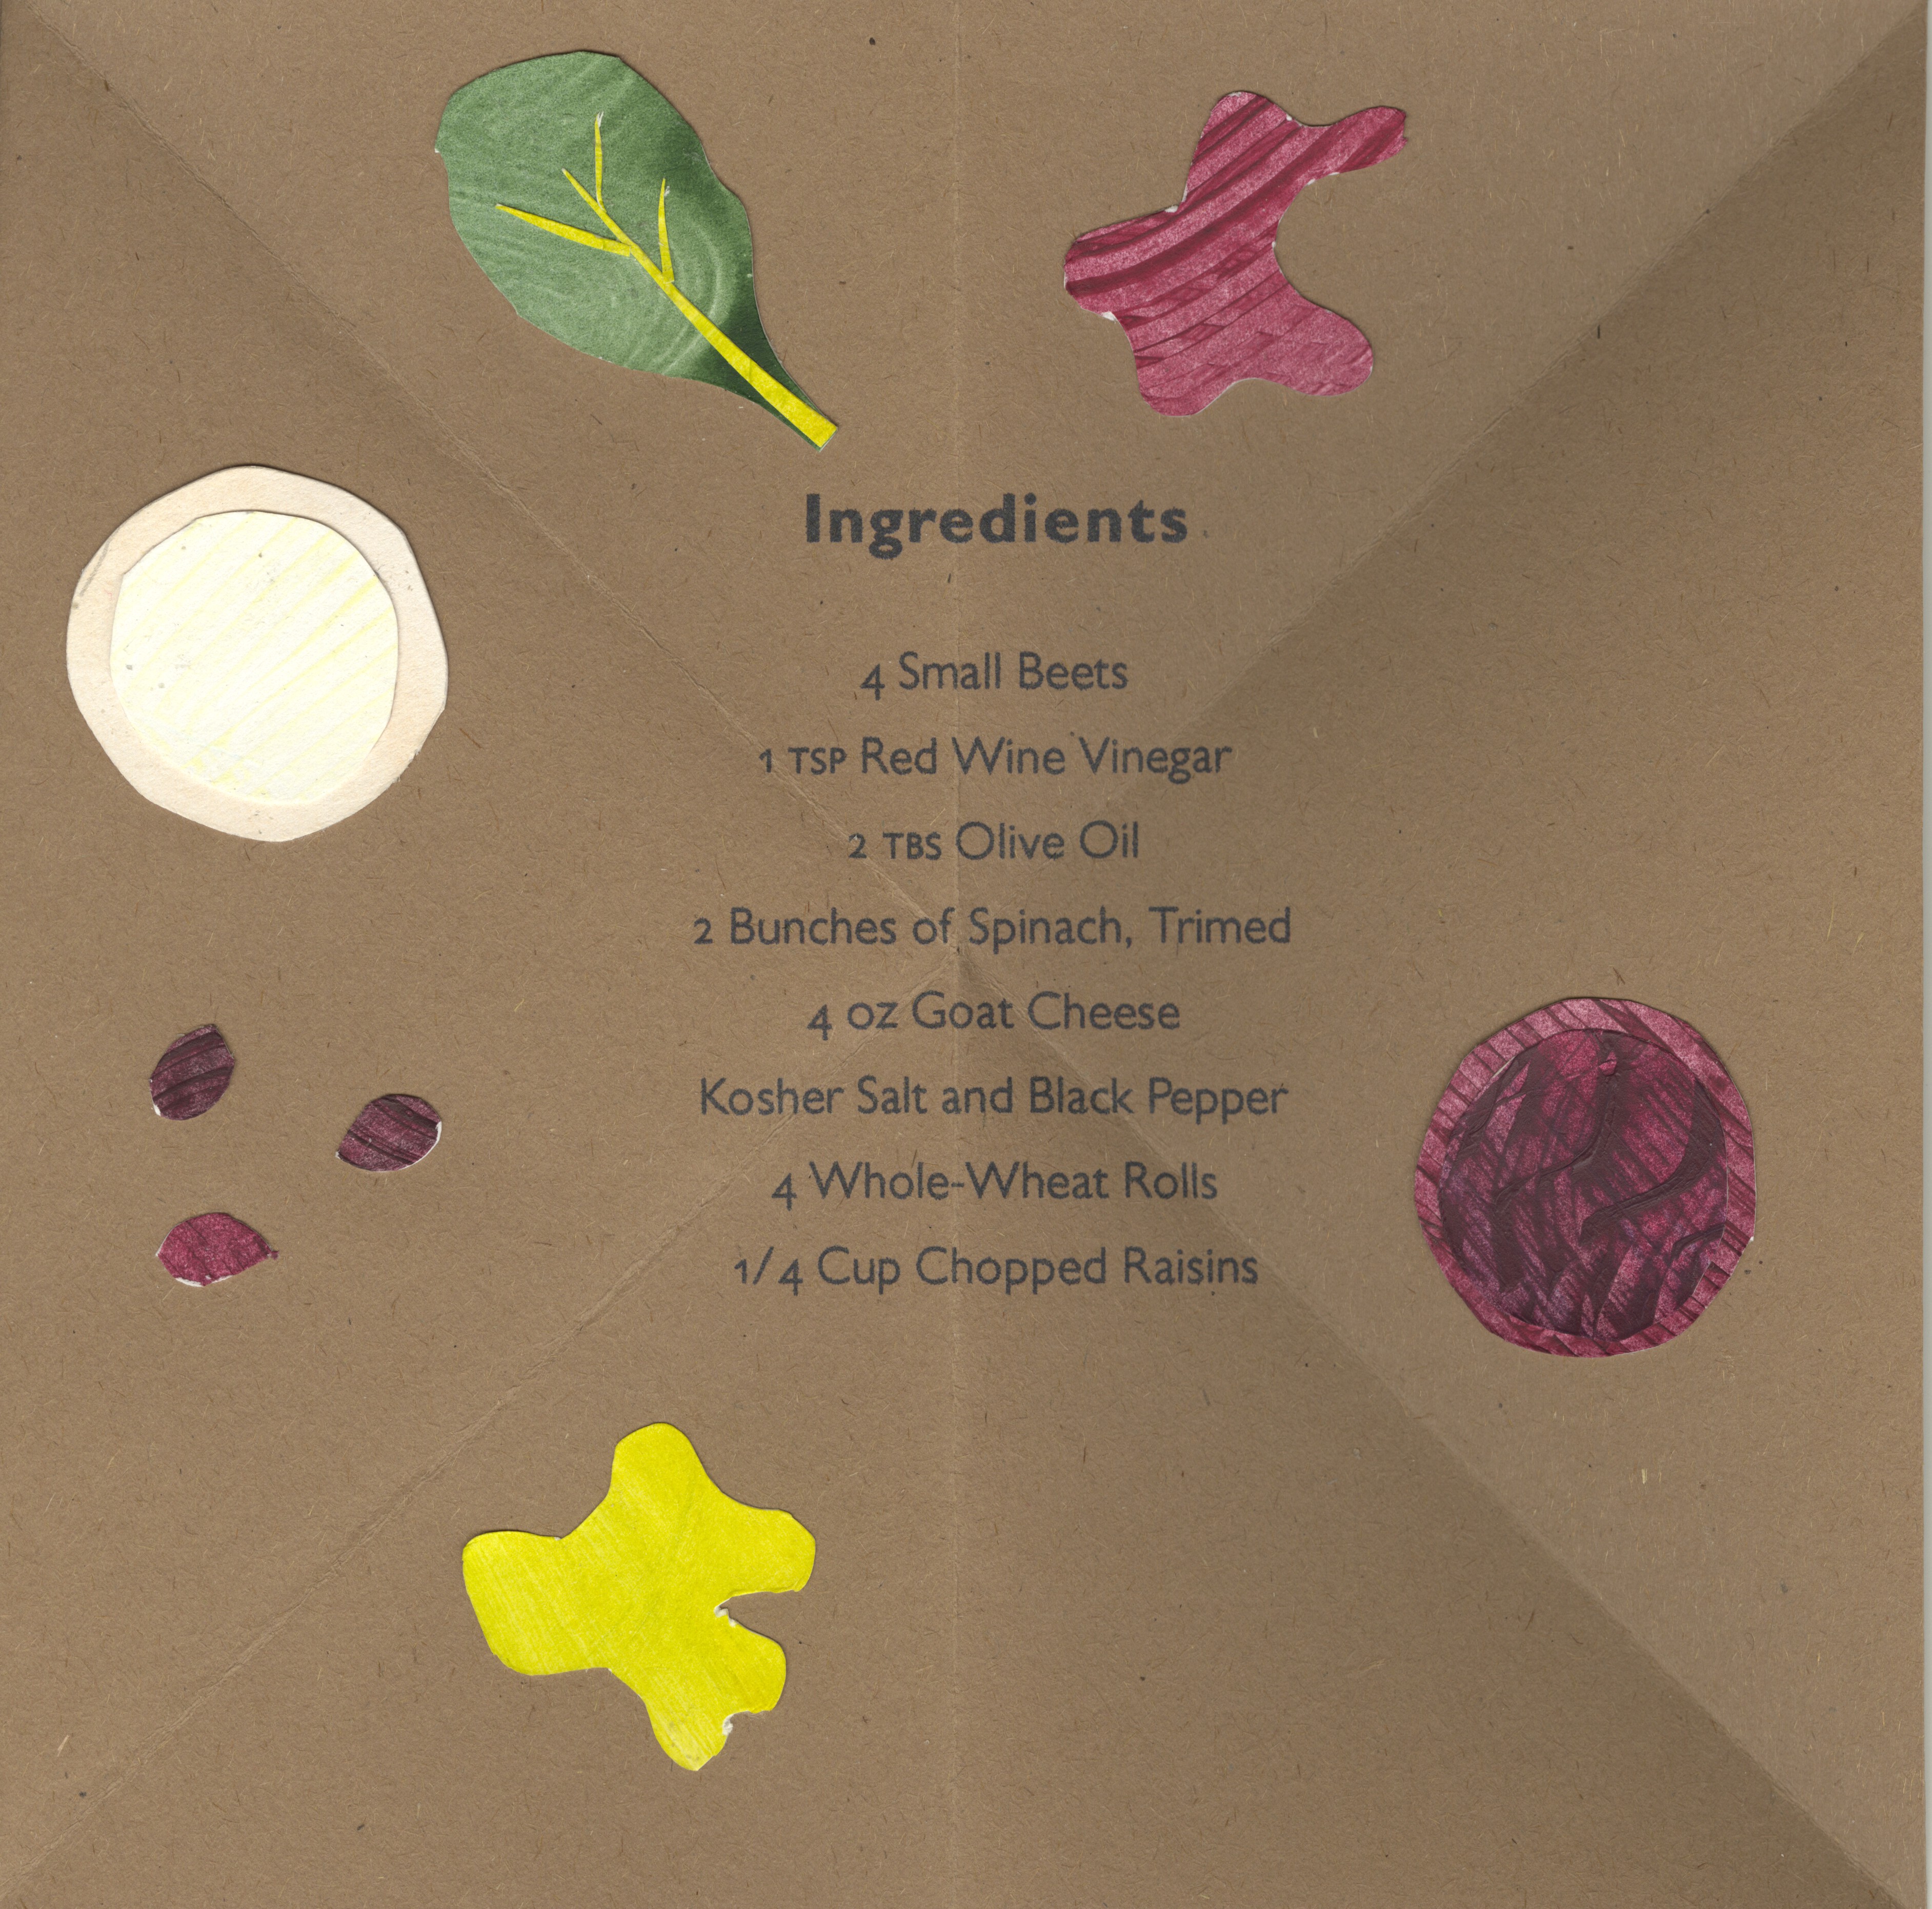 Ingredients
4 Small Beets
1 TSP Red Wine Vinegar
2 TBS Olive Oil
2 Bunches of Spinach, Trimed
4 oz Goat Cheese
Kosher Salt and Black Pepper
4 Whole-Wheat Rolls
1/4 Cup Chopped Raisins